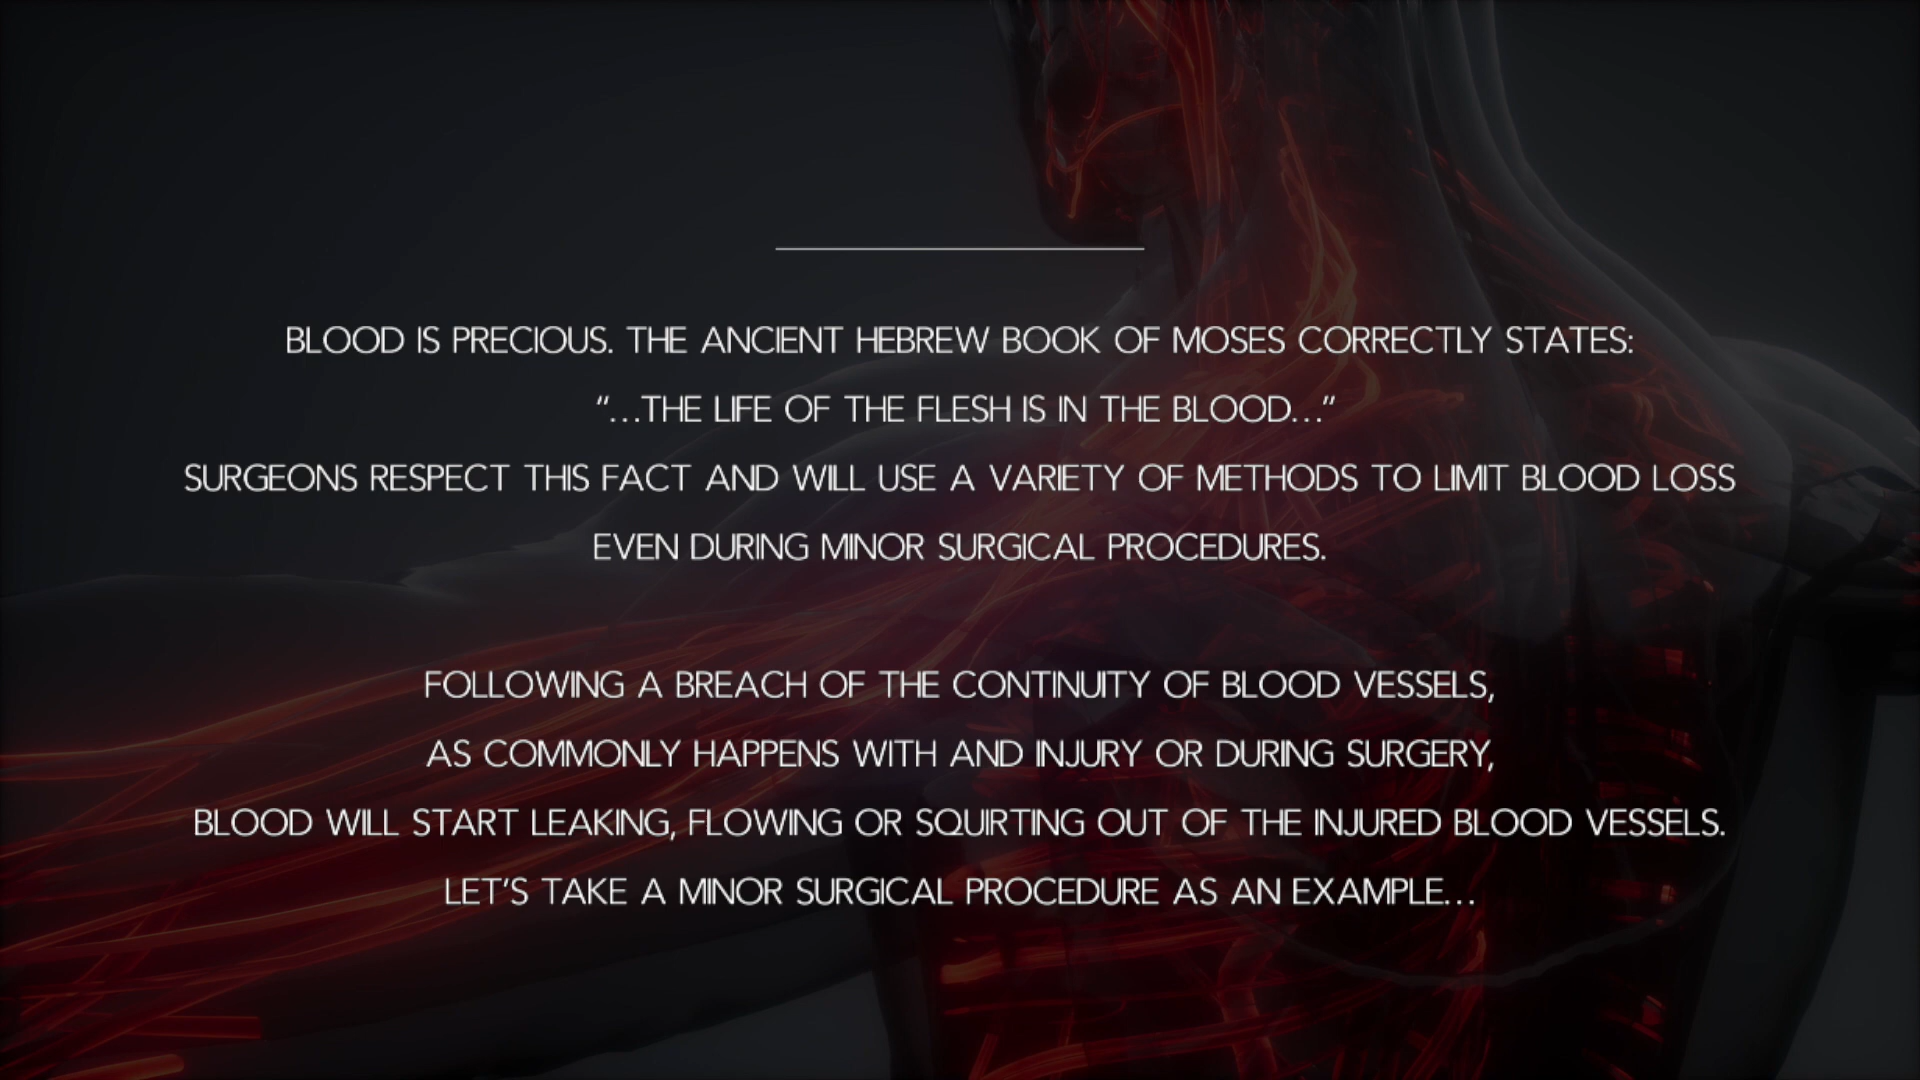 BLOOD IS PRECIOUS. THE ANCIENT HEBREW BOOK OF MOSES CORRECTLY STATES:
“…THE LIFE OF THE FLESH IS IN THE BLOOD…”
SURGEONS RESPECT THIS FACT AND WILL USE A VARIETY OF METHODS TO LIMIT BLOOD LOSS
EVEN DURING MINOR SURGICAL PROCEDURES.
FOLLOWING A BREACH OF THE CONTINUITY OF BLOOD VESSELS,
AS COMMONLY HAPPENS WITH AND INJURY OR DURING SURGERY,
BLOOD WILL START LEAKING, FLOWING OR SQUIRTING OUT OF THE INJURED BLOOD VESSELS.
LET’S TAKE A MINOR SURGICAL PROCEDURE AS AN EXAMPLE…